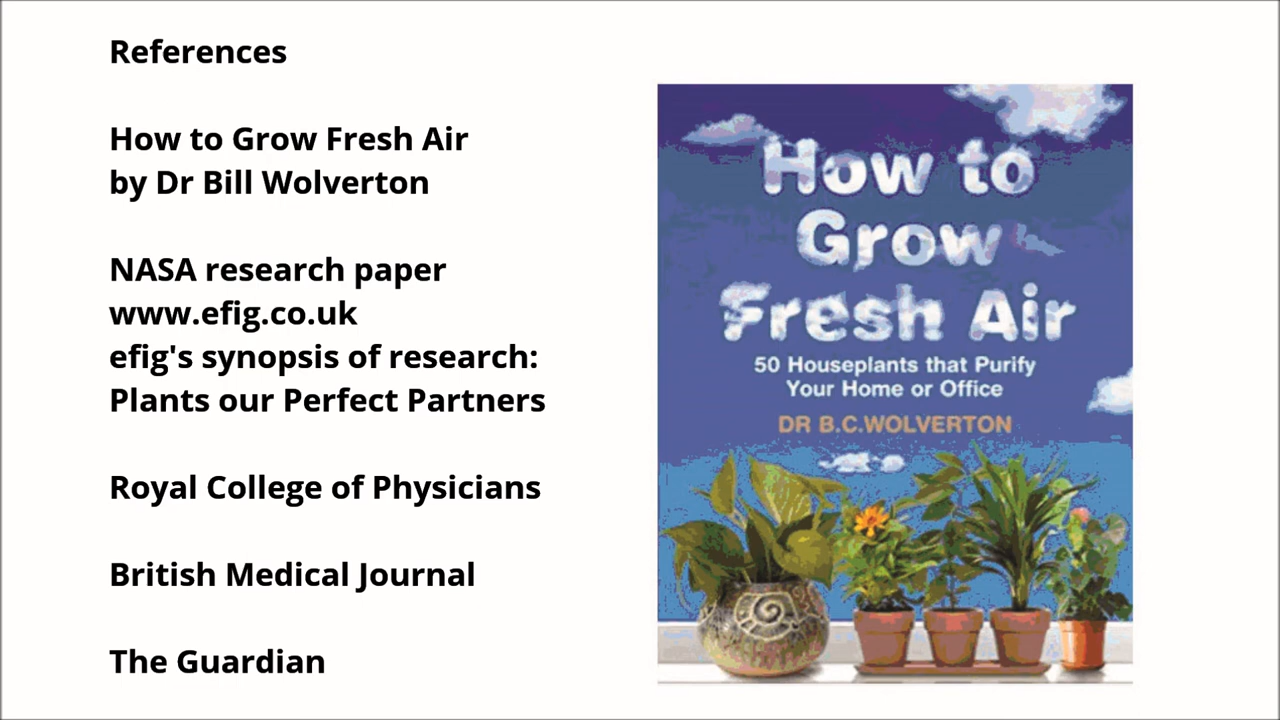 References
How to Grow Fresh Air
by Dr Bill Wolverton
NASA research paper
www.efig.co.uk
efig's synopsis of research:
Plants our Perfect Partners
Royal College of Physicians
British Medical Journal
The Guardian
How to
Grow
Fresh Air
50 Houseplants that Purify
Your Home or Office
DR B.C.WOLVERTON